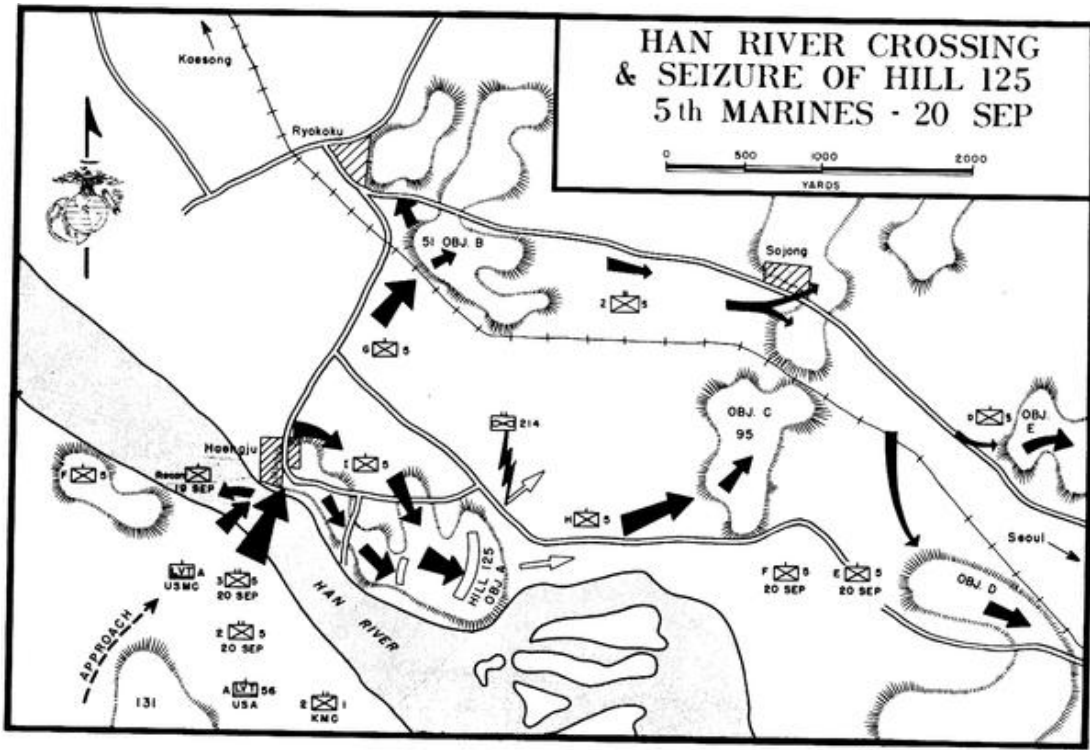 HAN RIVER CROSSING
& SEIZURE OF HILL 125
5th MARINES - 20 SEP
0 500 1000 2000
YARDS
Koesong
Ryokoku
51 OBJ. B
Sojong
2 5
G 5
OBJ. C
95
D 5
OBJ. E
214
Haengju
I 5
F 5
Recon
19 SEP
H 5
Seoul
HILL 125
OBJ. A
F 5
20 SEP
E 5
20 SEP
OBJ. D
LVT A
USMC
3 5
20 SEP
HAN
RIVER
APPROACH
2 5
20 SEP
131
A LVT 56
USA
2 1
KMC